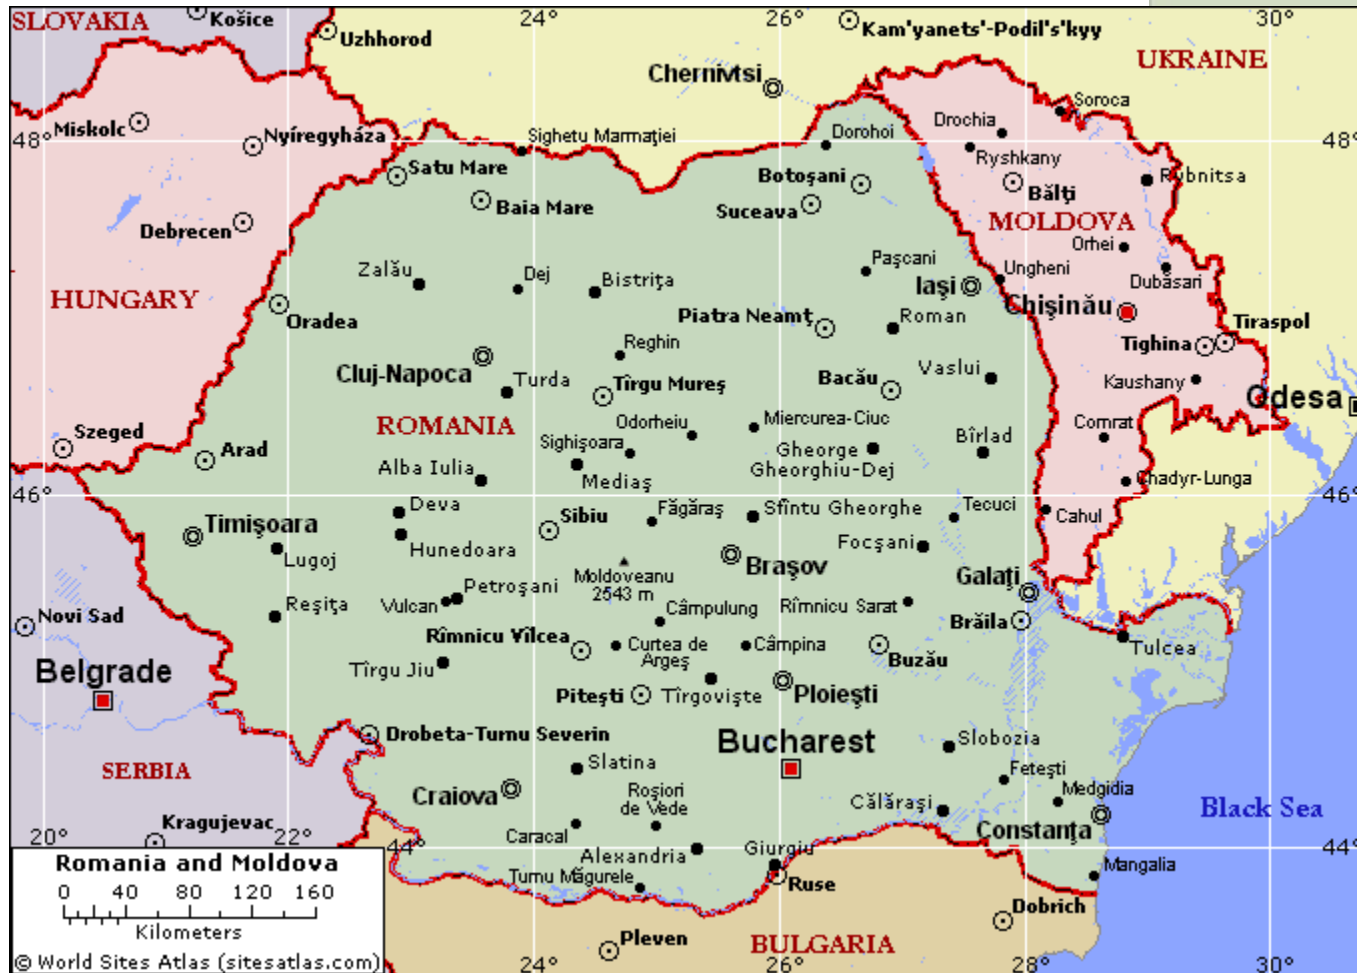 SLOVAKIA
Košice
24°
26°
30°
Uzhhorod
Kam'yanets'-Podil's'kyy
UKRAINE
Chernivtsi
Soroca
Miskolc
Nyíregyháza
Drochia
48°
48°
Sighetu Marmaţiei
Dorohoi
Ryshkany
Satu Mare
Botoşani
Rubnitsa
Bălţi
Baia Mare
Suceava
MOLDOVA
Debrecen
Orhei
Zalău
Dej
Bistriţa
Paşcani
Ungheni
Dubăsari
HUNGARY
Iaşi
Chişinău
Oradea
Piatra Neamţ
Roman
Tiraspol
Tighina
Reghin
Cluj-Napoca
Turda
Tîrgu Mureş
Bacău
Vaslui
Kaushany
Odesa
ROMANIA
Odorheiu
Miercurea-Ciuc
Comrat
Szeged
Arad
Sighişoara
Gheorge
Gheorghiu-Dej
Bîrlad
Alba Iulia
Mediaş
Chadyr-Lunga
46°
46°
Deva
Făgăraş
Sfîntu Gheorghe
Tecuci
Cahul
Timişoara
Sibiu
Lugoj
Hunedoara
Focşani
Moldoveanu
2543 m
Braşov
Galaţi
Petroşani
Reşiţa
Vulcan
Câmpulung
Rîmnicu Sarat
Novi Sad
Brăila
Rîmnicu Vîlcea
Curtea de
Argeş
Câmpina
Buzău
Tulcea
Belgrade
Tîrgu Jiu
Piteşti
Tîrgovişte
Ploieşti
Drobeta-Turnu Severin
Bucharest
Slobozia
SERBIA
Slatina
Feteşti
Craiova
Roşiori
de Vede
Călăraşi
Medgidia
Black Sea
Kragujevac
Caracal
Constanţa
20°
22°
44°
44°
Alexandria
Giurgiu
Mangalia
Turnu Măgurele
Ruse
Dobrich
Pleven
BULGARIA
24°
26°
28°
30°
Romania and Moldova
0 40 80 120 160
Kilometers
© World Sites Atlas (sitesatlas.com)